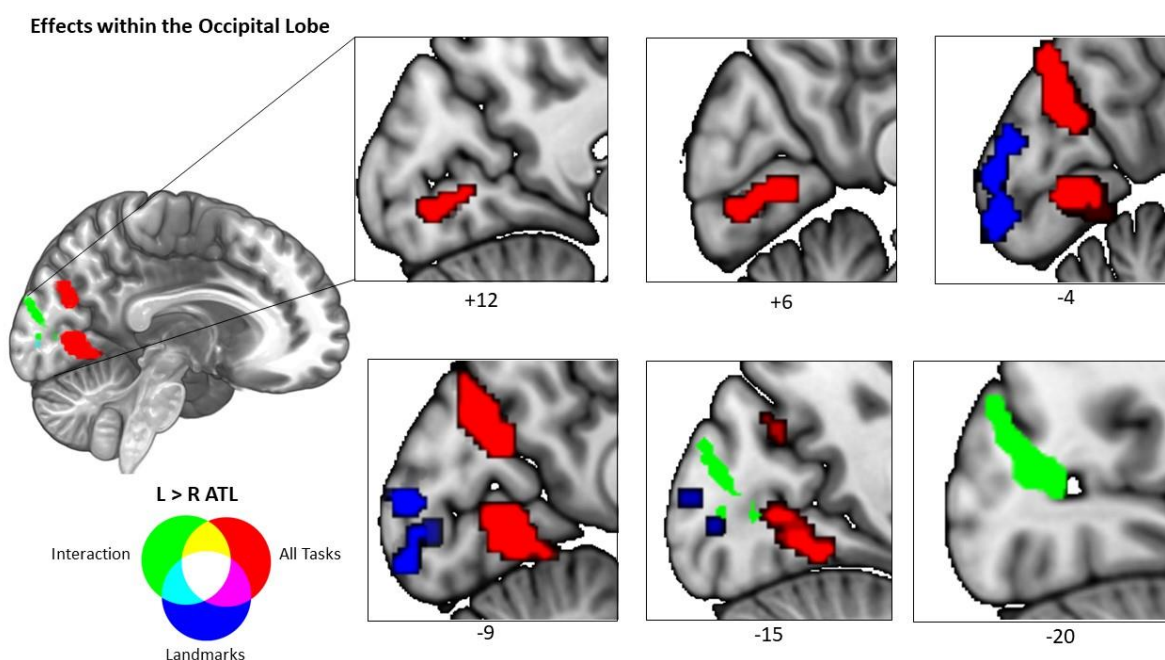 Effects within the Occipital Lobe
+12
+6
-4
-9
-15
-20
L > R ATL
Interaction
All Tasks
Landmarks